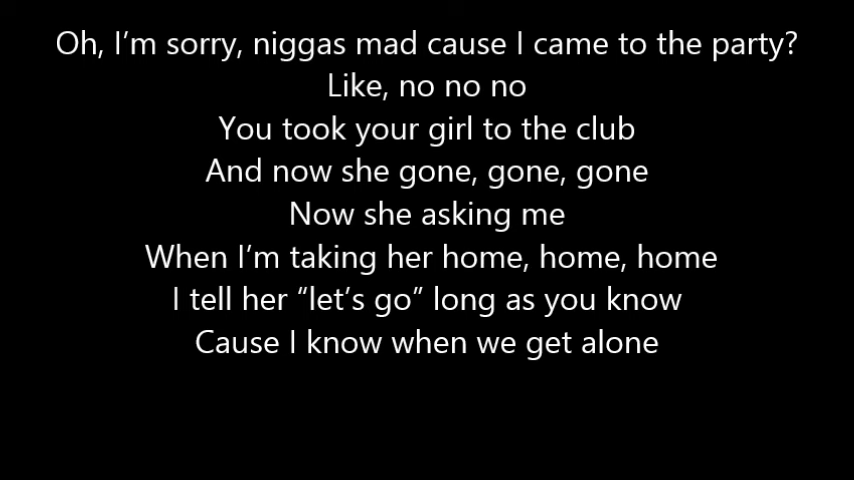 Oh, I’m sorry, niggas mad cause I came to the party?
Like, no no no
You took your girl to the club
And now she gone, gone, gone
Now she asking me
When I’m taking her home, home, home
I tell her “let’s go” long as you know
Cause I know when we get alone